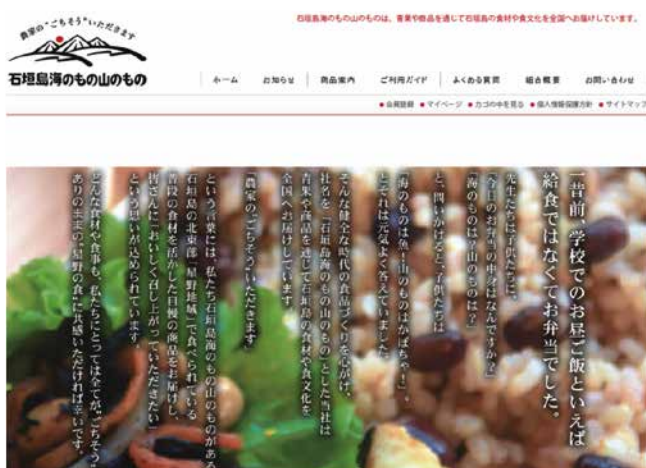 農家の"ごちそう"いただきます
石垣島海のもの山のもの
石垣島海のもの山のものは、青果や商品を通じて石垣島の食材や食文化を全国へお届けしています。
ホーム
お知らせ
商品案内
ご利用ガイド
よくある質問
組合概要
お問い合わせ
会員登録
マイページ
カゴの中を見る
個人情報保護方針
サイトマップ
一昔前、学校でのお昼ご飯といえば
給食ではなくてお弁当でした。
先生たちは子供たちに、
「今日のお弁当の中身はなんですか?
「海のものは?山のものは?」
と、問いかけると、子供たちは
「海のものは魚!山のものはかぼちゃ!」。
とそれは元気よく答えていました。
そんな健全な時代の食品づくりを心がけ、
社名を「石垣島海のもの山のもの」とした当社は
青果や商品を通じて石垣島の食材や食文化を
全国へお届けしています。
「農家の"ごちそう"いただきます。
という言葉には、私たち石垣島海のもの山のものがある
石垣島の北東部「星野地域」で食べられている
普段の食材を活かした自慢の商品をお届けし、
皆さんに「おいしく召し上がっていただきたい」
という思いが込められています。
どんな食材や食事も、私たちにとっては全てが"ごちそう"
ありのままの"星野の食"に共感いただければ幸いです。